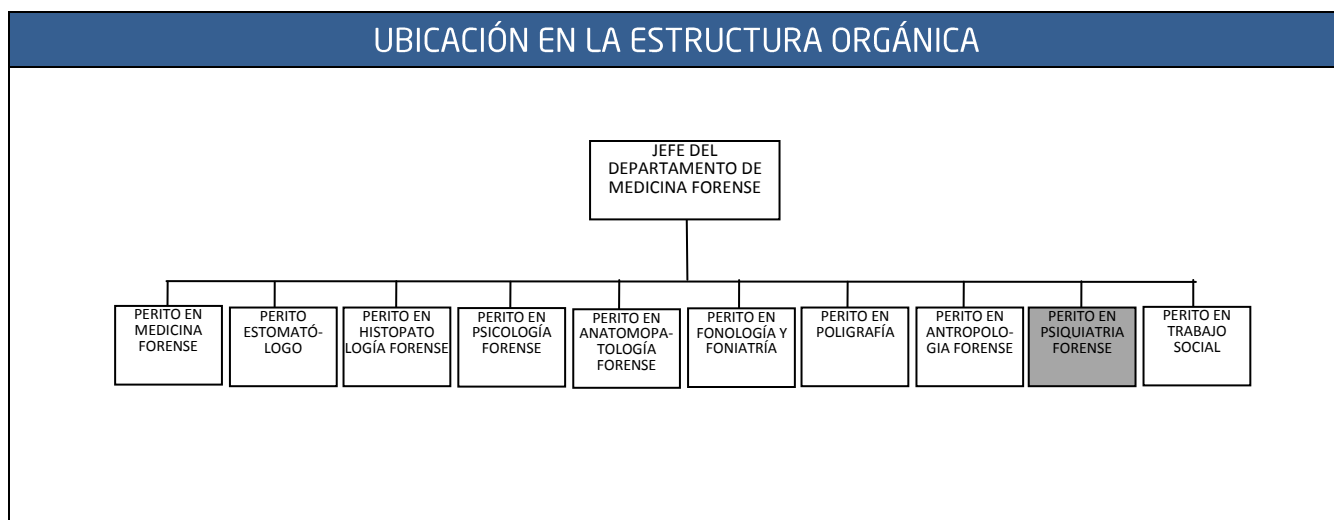 UBICACIÓN EN LA ESTRUCTURA ORGÁNICA
JEFE DEL
DEPARTAMENTO DE
MEDICINA FORENSE
PERITO EN
MEDICINA
FORENSE
PERITO
ESTOMATÓ-
LOGO
PERITO EN
HISTOPATO
LOGÍA FORENSE
PERITO EN
PSICOLOGÍA
FORENSE
PERITO EN
ANATOMOPA-
TOLOGÍA
FORENSE
PERITO EN
FONOLOGÍA Y
FONIATRÍA
PERITO EN
POLIGRAFÍA
PERITO EN
ANTROPOLO-
GIA FORENSE
PERITO EN
PSIQUIATRIA
FORENSE
PERITO EN
TRABAJO
SOCIAL